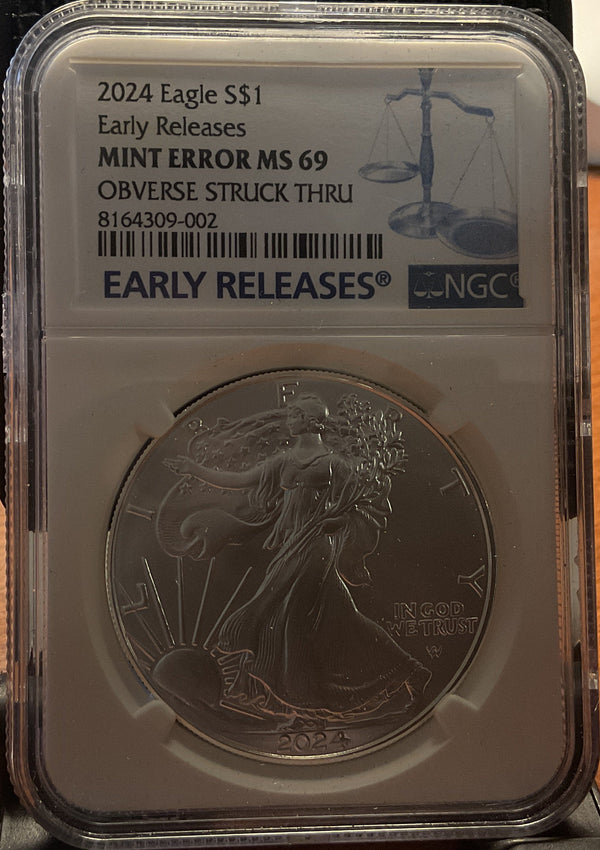 2024 Eagle S$1
Early Releases
MINT ERROR MS 69
OBVERSE STRUCK THRU
8164309-002
EARLY RELEASES® NGC®
LIBERTY
IN GOD
WE TRUST
W
2024